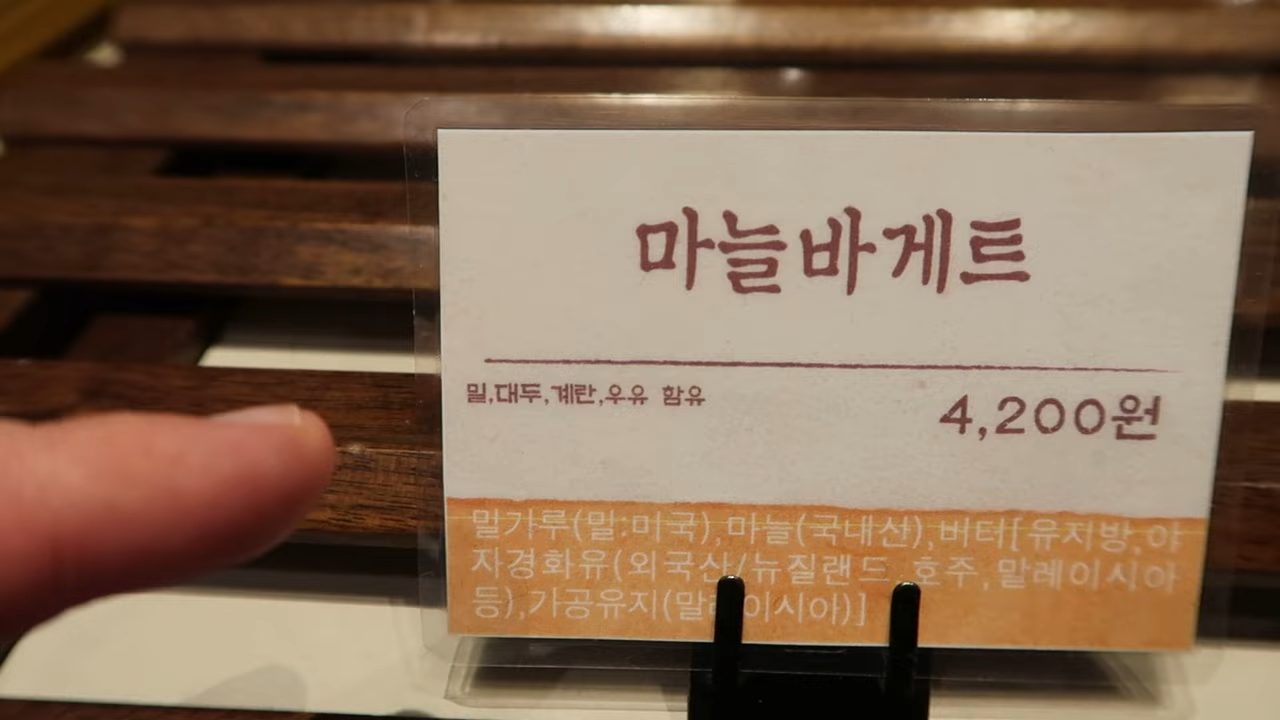 마늘바게트
밀,대두,계란,우유 함유
4,200원
밀가루(밀:미국),마늘(국내산),버터[유지방,야
자경화유(외국산/뉴질랜드 호주,말레이시아
등),가공유지(말레이시아)]